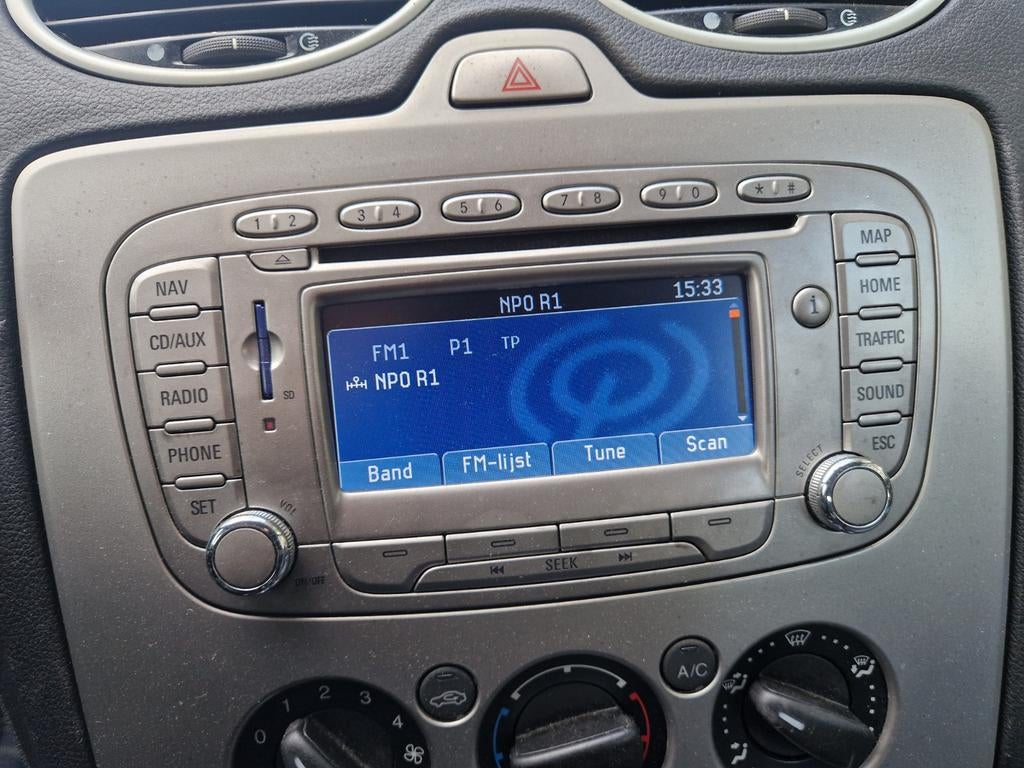 1 2
3 4
5 6
7 8
9 0
* #
NAV
CD/AUX
RADIO
PHONE
SET
SD
VOL
ON/OFF
NPO R1
15:33
FM1 P1 TP
NPO R1
Band
FM-lijst
Tune
Scan
SEEK
i
MAP
HOME
TRAFFIC
SOUND
ESC
SELECT
0 1 2 3 4
A/C